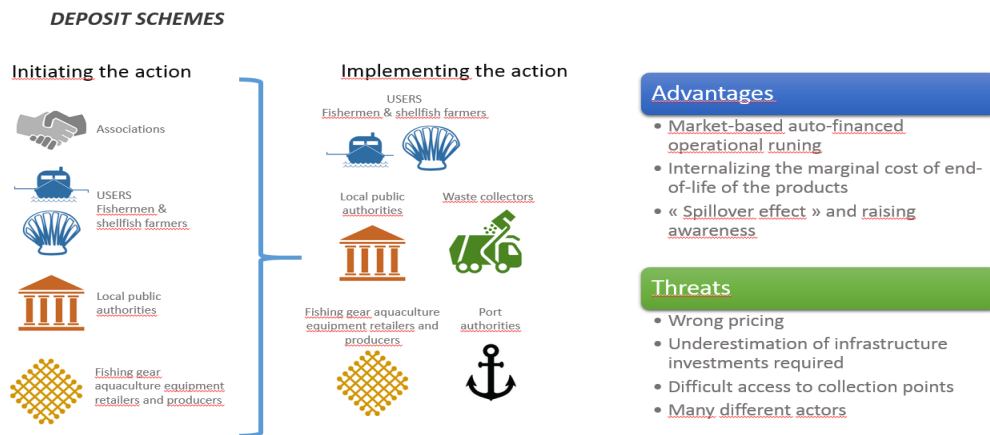 DEPOSIT SCHEMES
Initiating the action
Associations
USERS
Fishermen &
shellfish farmers
Local public
authorities
Fishing gear
aquaculture equipment
retailers and producers
Implementing the action
USERS
Fishermen & shellfish farmers
Local public
authorities
Waste collectors
Fishing gear aquaculture
equipment retailers and
producers
Port
authorities
Advantages
• Market-based auto-financed
operational runing
• Internalizing the marginal cost of end-
of-life of the products
• « Spillover effect » and raising
awareness
Threats
• Wrong pricing
• Underestimation of infrastructure
investments required
• Difficult access to collection points
• Many different actors